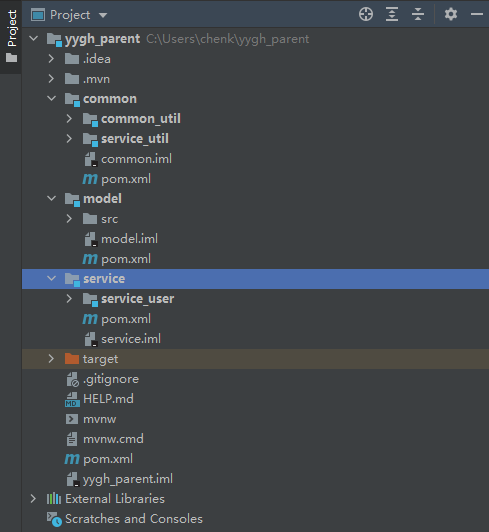 Project
Project
yygh_parent C:\Users\chenk\yygh_parent
.idea
.mvn
common
common_util
service_util
common.iml
pom.xml
model
src
model.iml
pom.xml
service
service_user
pom.xml
service.iml
target
.gitignore
HELP.md
mvnw
mvnw.cmd
pom.xml
yygh_parent.iml
External Libraries
Scratches and Consoles